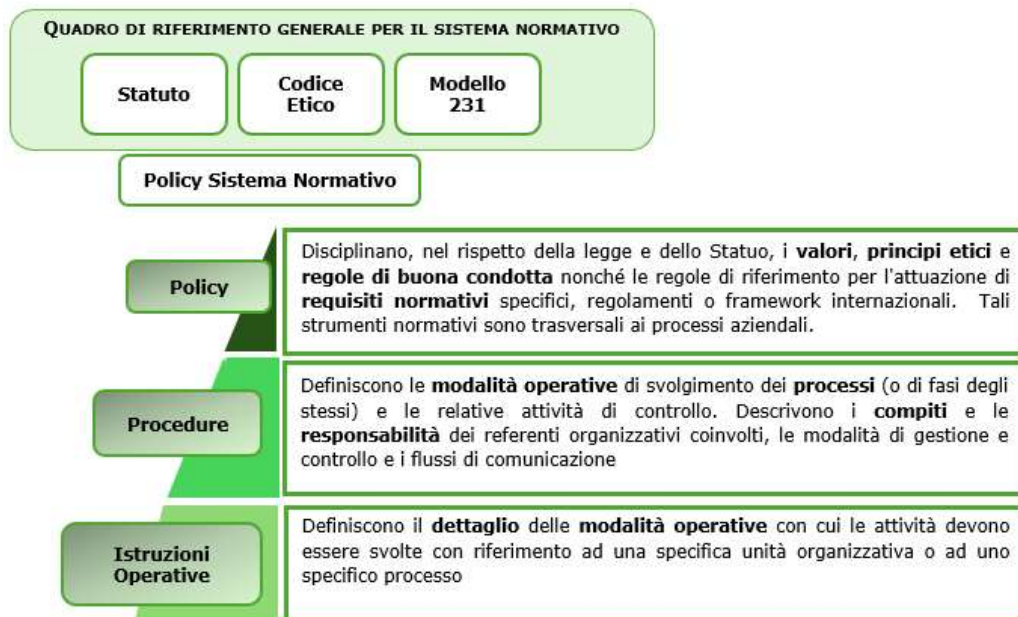 QUADRO DI RIFERIMENTO GENERALE PER IL SISTEMA NORMATIVO
Statuto
Codice
Etico
Modello
231
Policy Sistema Normativo
Policy
Disciplinano, nel rispetto della legge e dello Statuo, i valori, principi etici e
regole di buona condotta nonché le regole di riferimento per l'attuazione di
requisiti normativi specifici, regolamenti o framework internazionali. Tali
strumenti normativi sono trasversali ai processi aziendali.
Procedure
Definiscono le modalità operative di svolgimento dei processi (o di fasi degli
stessi) e le relative attività di controllo. Descrivono i compiti e le
responsabilità dei referenti organizzativi coinvolti, le modalità di gestione e
controllo e i flussi di comunicazione
Istruzioni
Operative
Definiscono il dettaglio delle modalità operative con cui le attività devono
essere svolte con riferimento ad una specifica unità organizzativa o ad uno
specifico processo